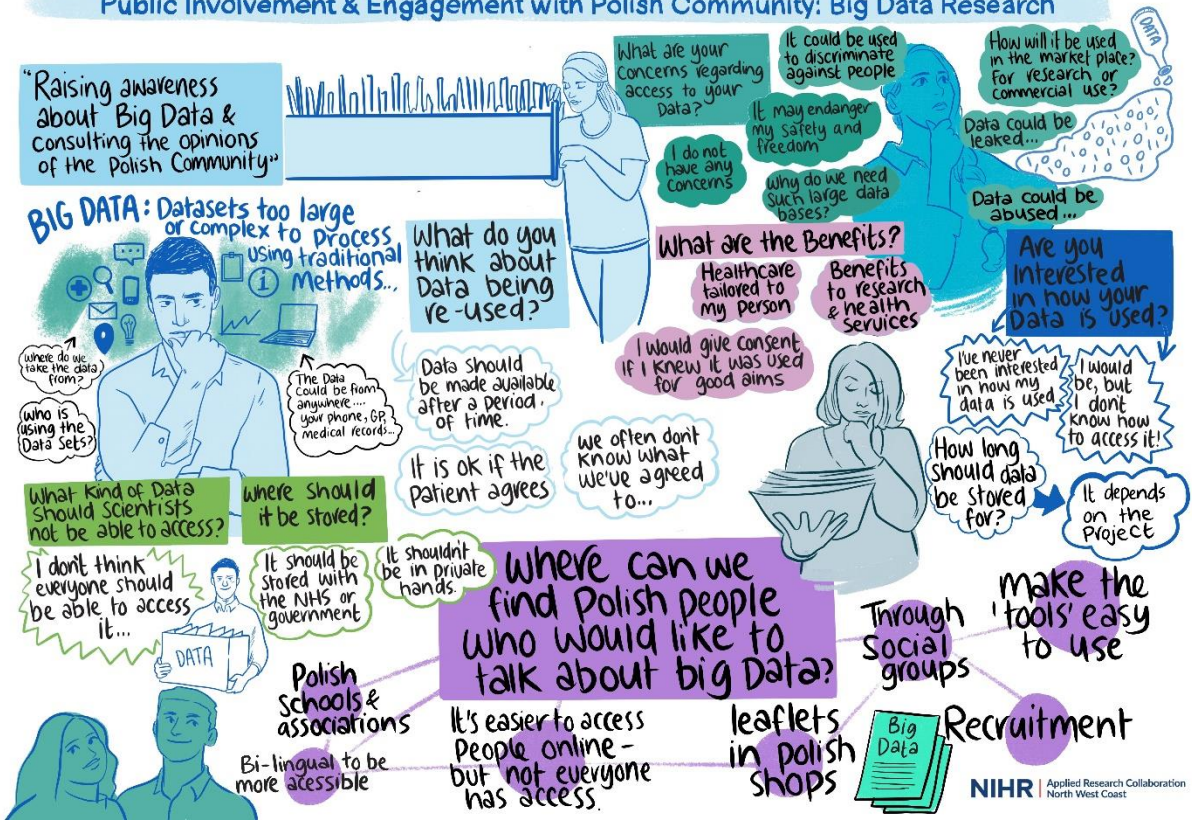 Public Involvement & Engagement with Polish Community: Big Data Research
"Raising awareness
about Big Data &
consulting the opinions
of the Polish Community"
What are your
concerns regarding
access to your
Data?
It could be used
to discriminate
against people
It may endanger
my safety and
freedom
I do not
have any
concerns
Why do we need
such large data
bases?
How will it be used
in the market place?
For research or
commercial use?
DATA
Data could be
leaked...
Data could be
abused...
BIG DATA: Datasets too large
or complex to process
using traditional
methods...
Where do we
take the data
from?
Who is
using the
Data Sets?
The Data
could be from
anywhere....
your phone, GP,
medical records...
What do you
think about
Data being
re-used?
Data should
be made available
after a period.
of time.
It is ok if the
patient agrees
We often don't
know what
we've agreed
to...
What are the Benefits?
Healthcare
tailored to
my person
Benefits
to research
& health
services
I would give consent
if I knew it was used
for good aims
Are you
interested
in how your
Data is used?
I've never
been interested
in how my
data is used
I would
be, but
I don't
know how
to access it!
How long
should data
be stored
for?
It depends
on the
project
What kind of Data
should scientists
not be able to access?
I don't think
everyone should
be able to access
it...
DATA
Where should
it be stored?
It should be
stored with
the NHS or
government
It shouldn't
be in private
hands.
Where can we
find Polish people
who would like to
talk about big Data?
Polish
schools &
associations
Bi-lingual to be
more acessible
It's easier to access
people online -
but not everyone
has access.
leaflets
in polish
shops
Through
Social
groups
make the
'tools' easy
to use
Recruitment
Big
Data
NIHR | Applied Research Collaboration
North West Coast